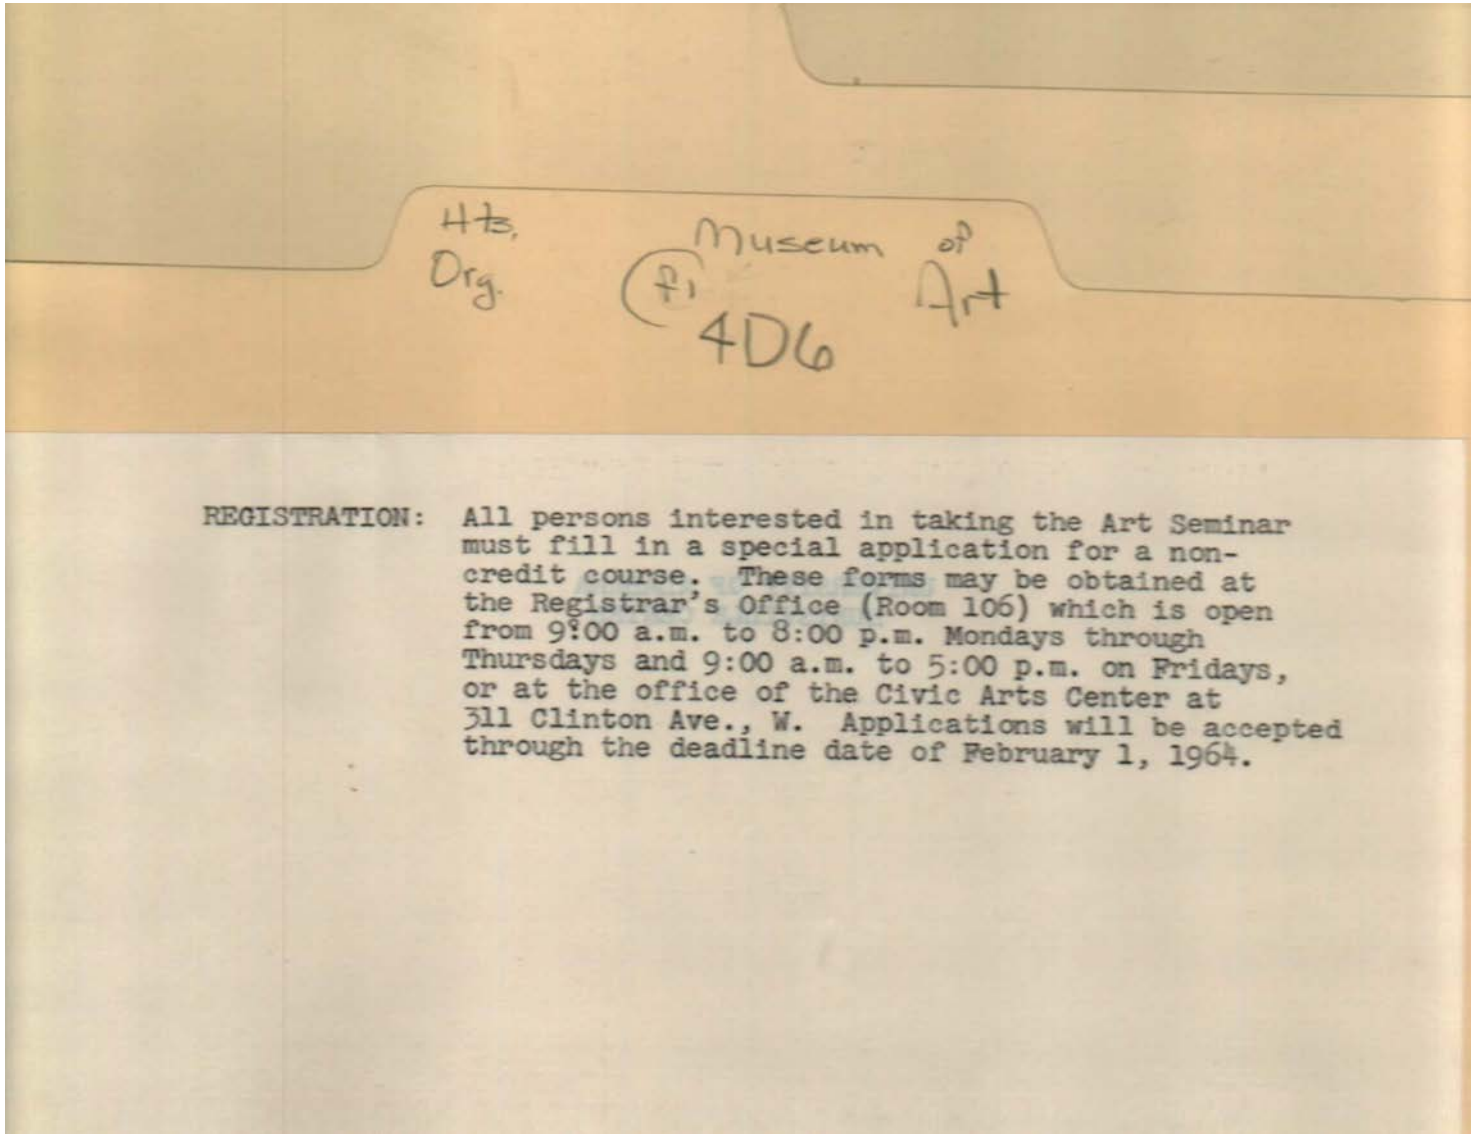 Hts. Museum of
Org. Art
4D6
REGISTRATION: All persons interested in taking the Art Seminar
must fill in a special application for a non-
credit course. These forms may be obtained at
the Registrar's Office (Room 106) which is open
from 9:00 a.m. to 8:00 p.m. Mondays through
Thursdays and 9:00 a.m. to 5:00 p.m. on Fridays,
or at the office of the Civic Arts Center at
311 Clinton Ave., W. Applications will be accepted
through the deadline date of February 1, 1964.